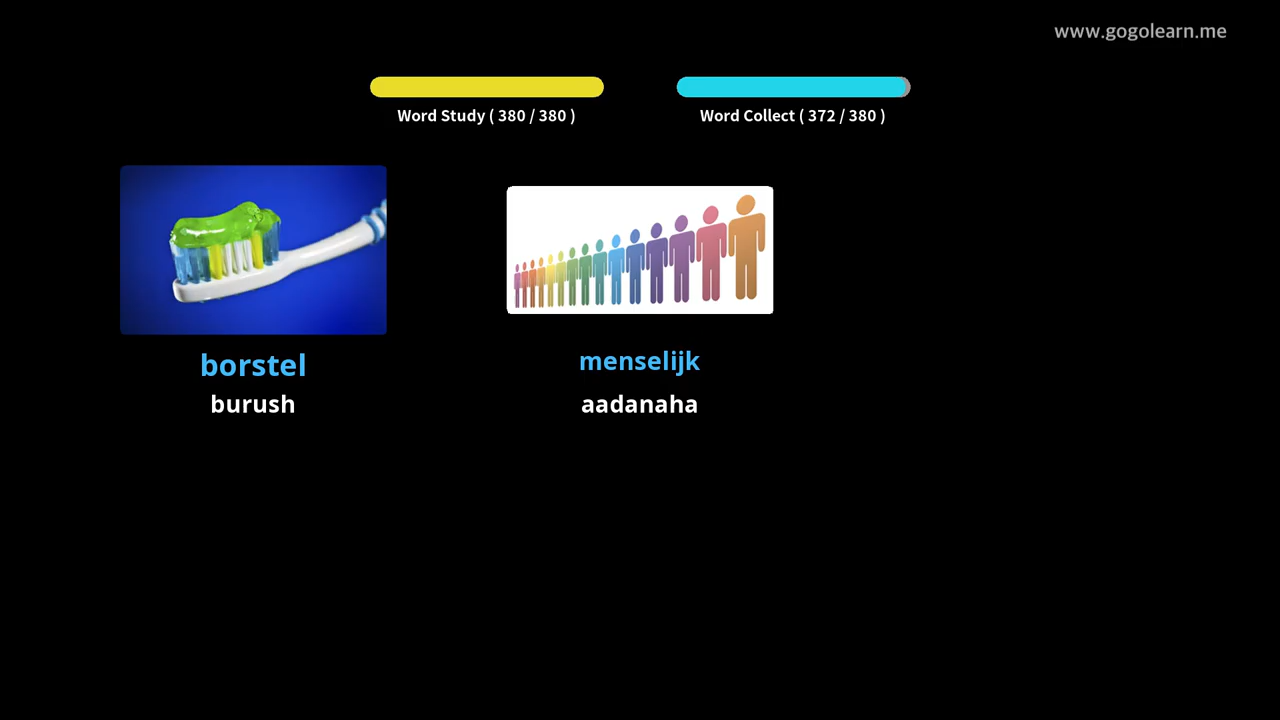 www.gogolearn.me
Word Study ( 380 / 380 )
Word Collect ( 372 / 380 )
borstel
burush
menselijk
aadanaha